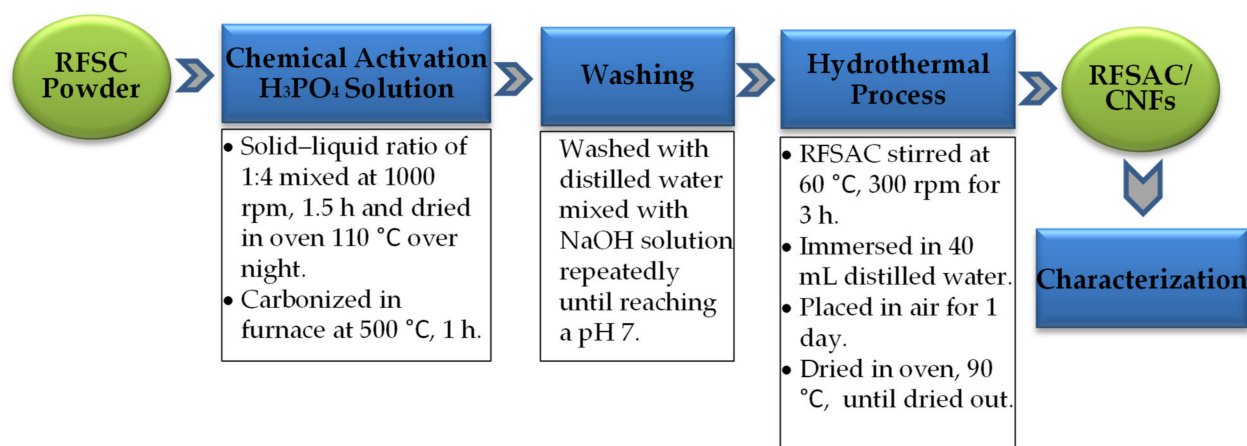 RFSC
Powder
Chemical Activation
H₃PO₄ Solution
• Solid–liquid ratio of
1:4 mixed at 1000
rpm, 1.5 h and dried
in oven 110 °C over
night.
• Carbonized in
furnace at 500 °C, 1 h.
Washing
Washed with
distilled water
mixed with
NaOH solution
repeatedly
until reaching
a pH 7.
Hydrothermal
Process
• RFSAC stirred at
60 °C, 300 rpm for
3 h.
• Immersed in 40
mL distilled water.
• Placed in air for 1
day.
• Dried in oven, 90
°C, until dried out.
RFSAC/
CNFs
Characterization